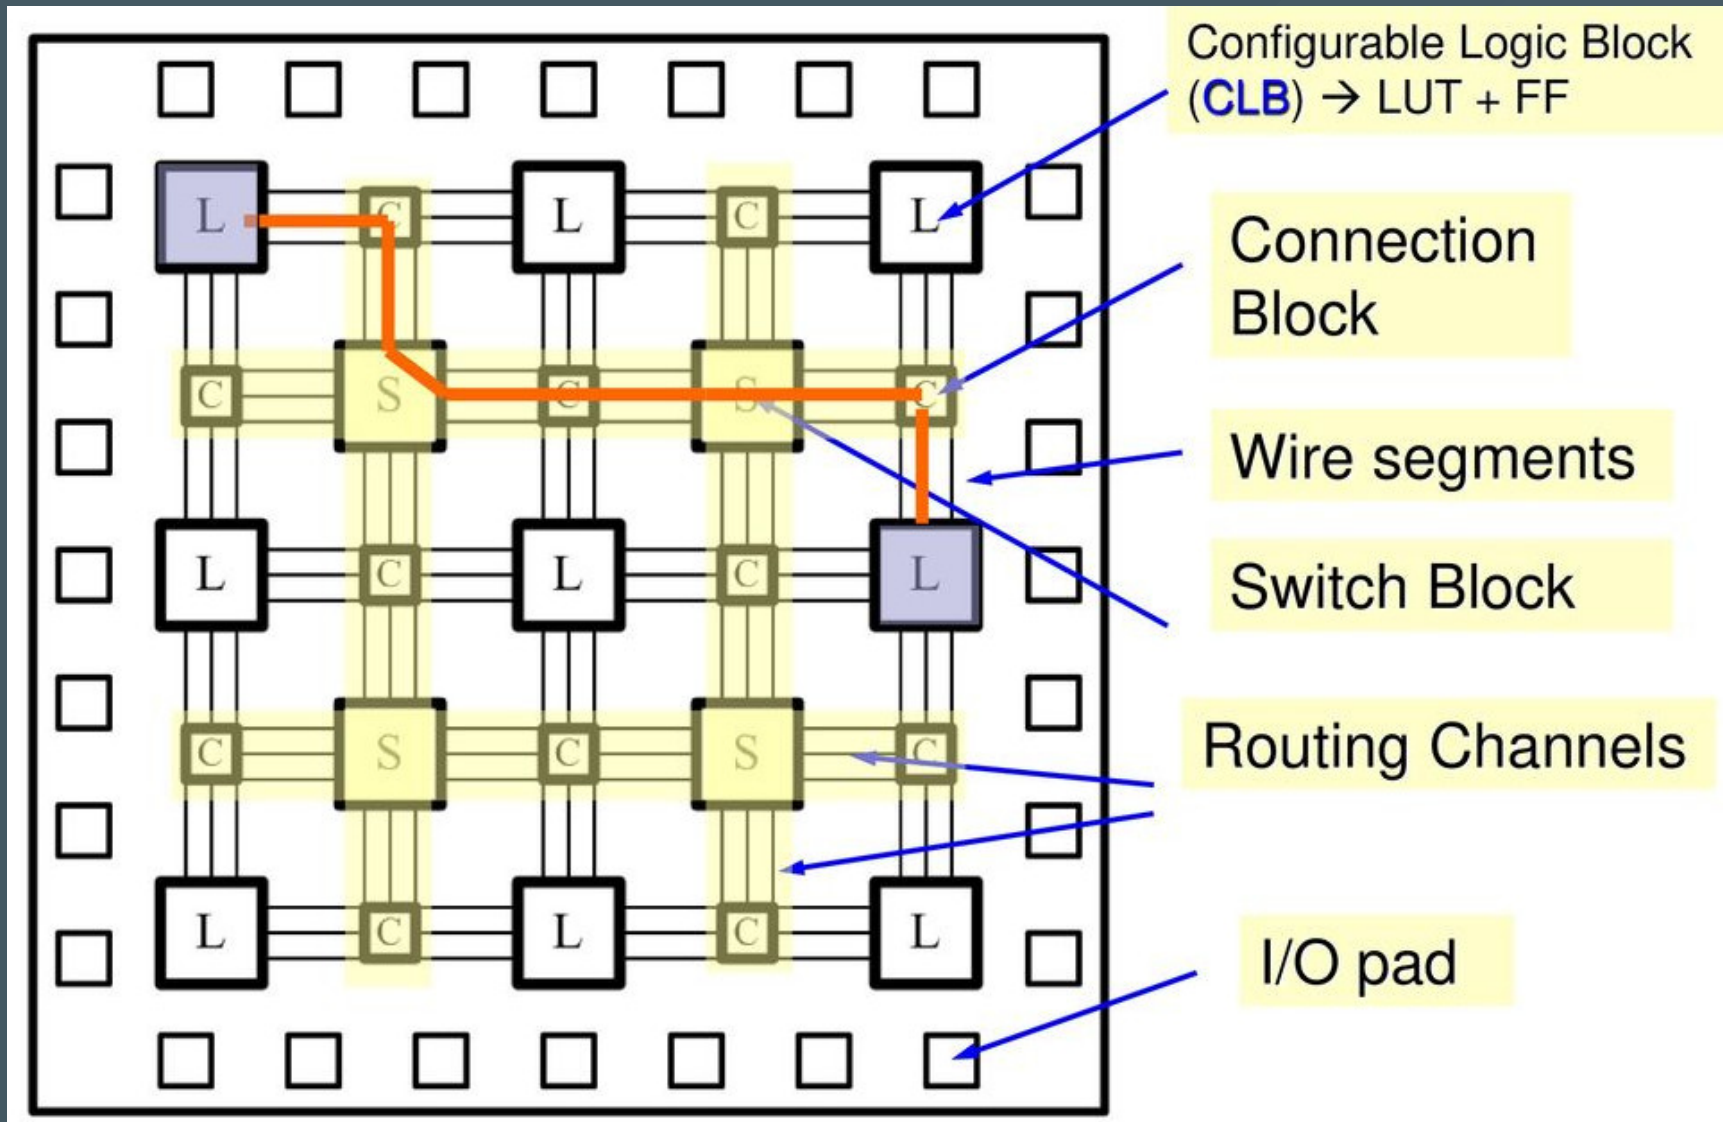 Configurable Logic Block
(CLB) → LUT + FF
L C L C L
Connection
Block
C S C S C
Wire segments
L C L C L
Switch Block
C S C S C
Routing Channels
L C L C L
I/O pad